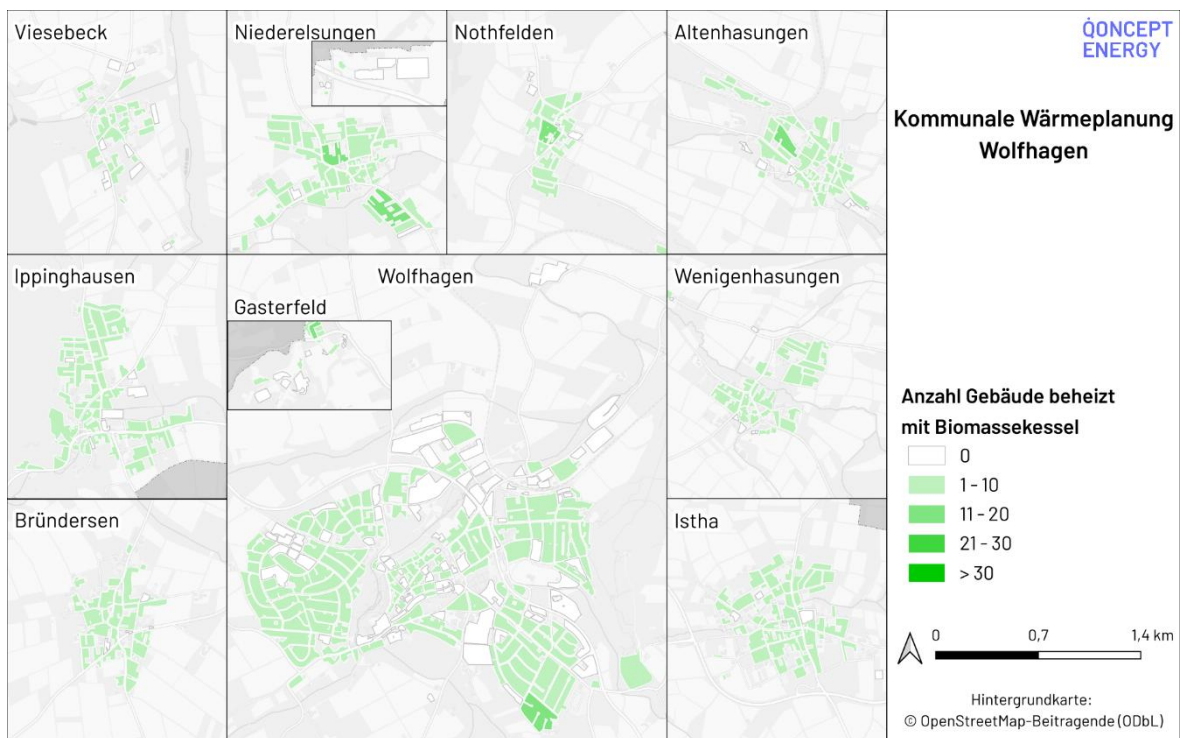 Viesebeck
Niederelsungen
Nothfelden
Altenhasungen
QONCEPT
ENERGY
Kommunale Wärmeplanung
Wolfhagen
Ippinghausen
Wolfhagen
Wenigenhasungen
Gasterfeld
Anzahl Gebäude beheizt
mit Biomassekessel
0
1 - 10
11 - 20
21 - 30
> 30
Bründersen
Istha
0 0,7 1,4 km
Hintergrundkarte:
© OpenStreetMap-Beitragende (ODbL)